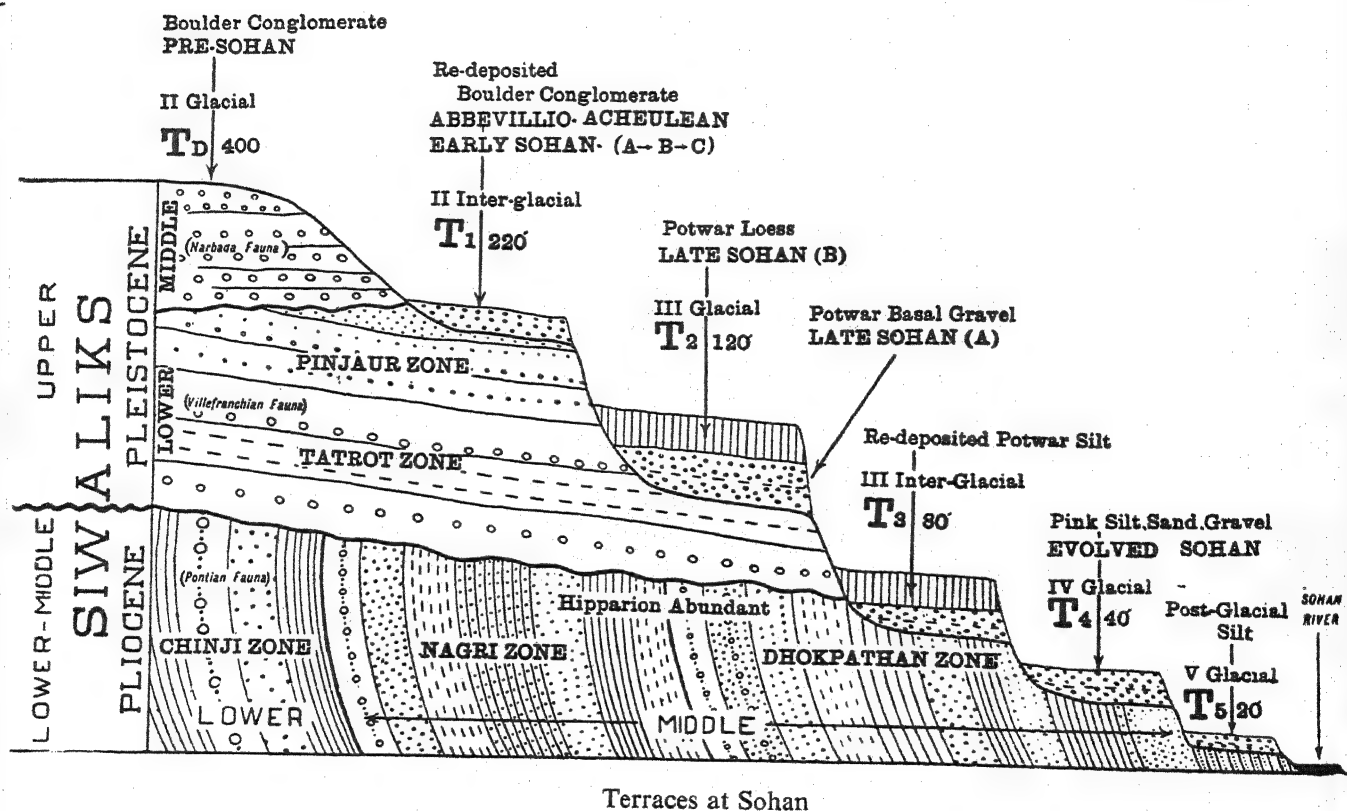 Boulder Conglomerate
PRE-SOHAN
II Glacial
TD 400
Re-deposited
Boulder Conglomerate
ABBEVILLIO-ACHEULEAN
EARLY SOHAN- (A→B→C)
II Inter-glacial
T1 220'
Potwar Loess
LATE SOHAN (B)
III Glacial
T2 120'
Potwar Basal Gravel
LATE SOHAN (A)
Re-deposited Potwar Silt
III Inter-Glacial
T3 80'
Pink Silt, Sand, Gravel
EVOLVED SOHAN
IV Glacial
T4 40'
Post-Glacial
Silt
V Glacial
T5 20'
SOHAN
RIVER
UPPER
LOWER-MIDDLE
SIWALIKS
PLEISTOCENE
PLIOCENE
MIDDLE
LOWER
(Narbada Fauna)
PINJAUR ZONE
(Villefranchian Fauna)
TATROT ZONE
(Pontian Fauna)
Hipparion Abundant
CHINJI ZONE
NAGRI ZONE
DHOKPATHAN ZONE
LOWER
MIDDLE
Terraces at Sohan